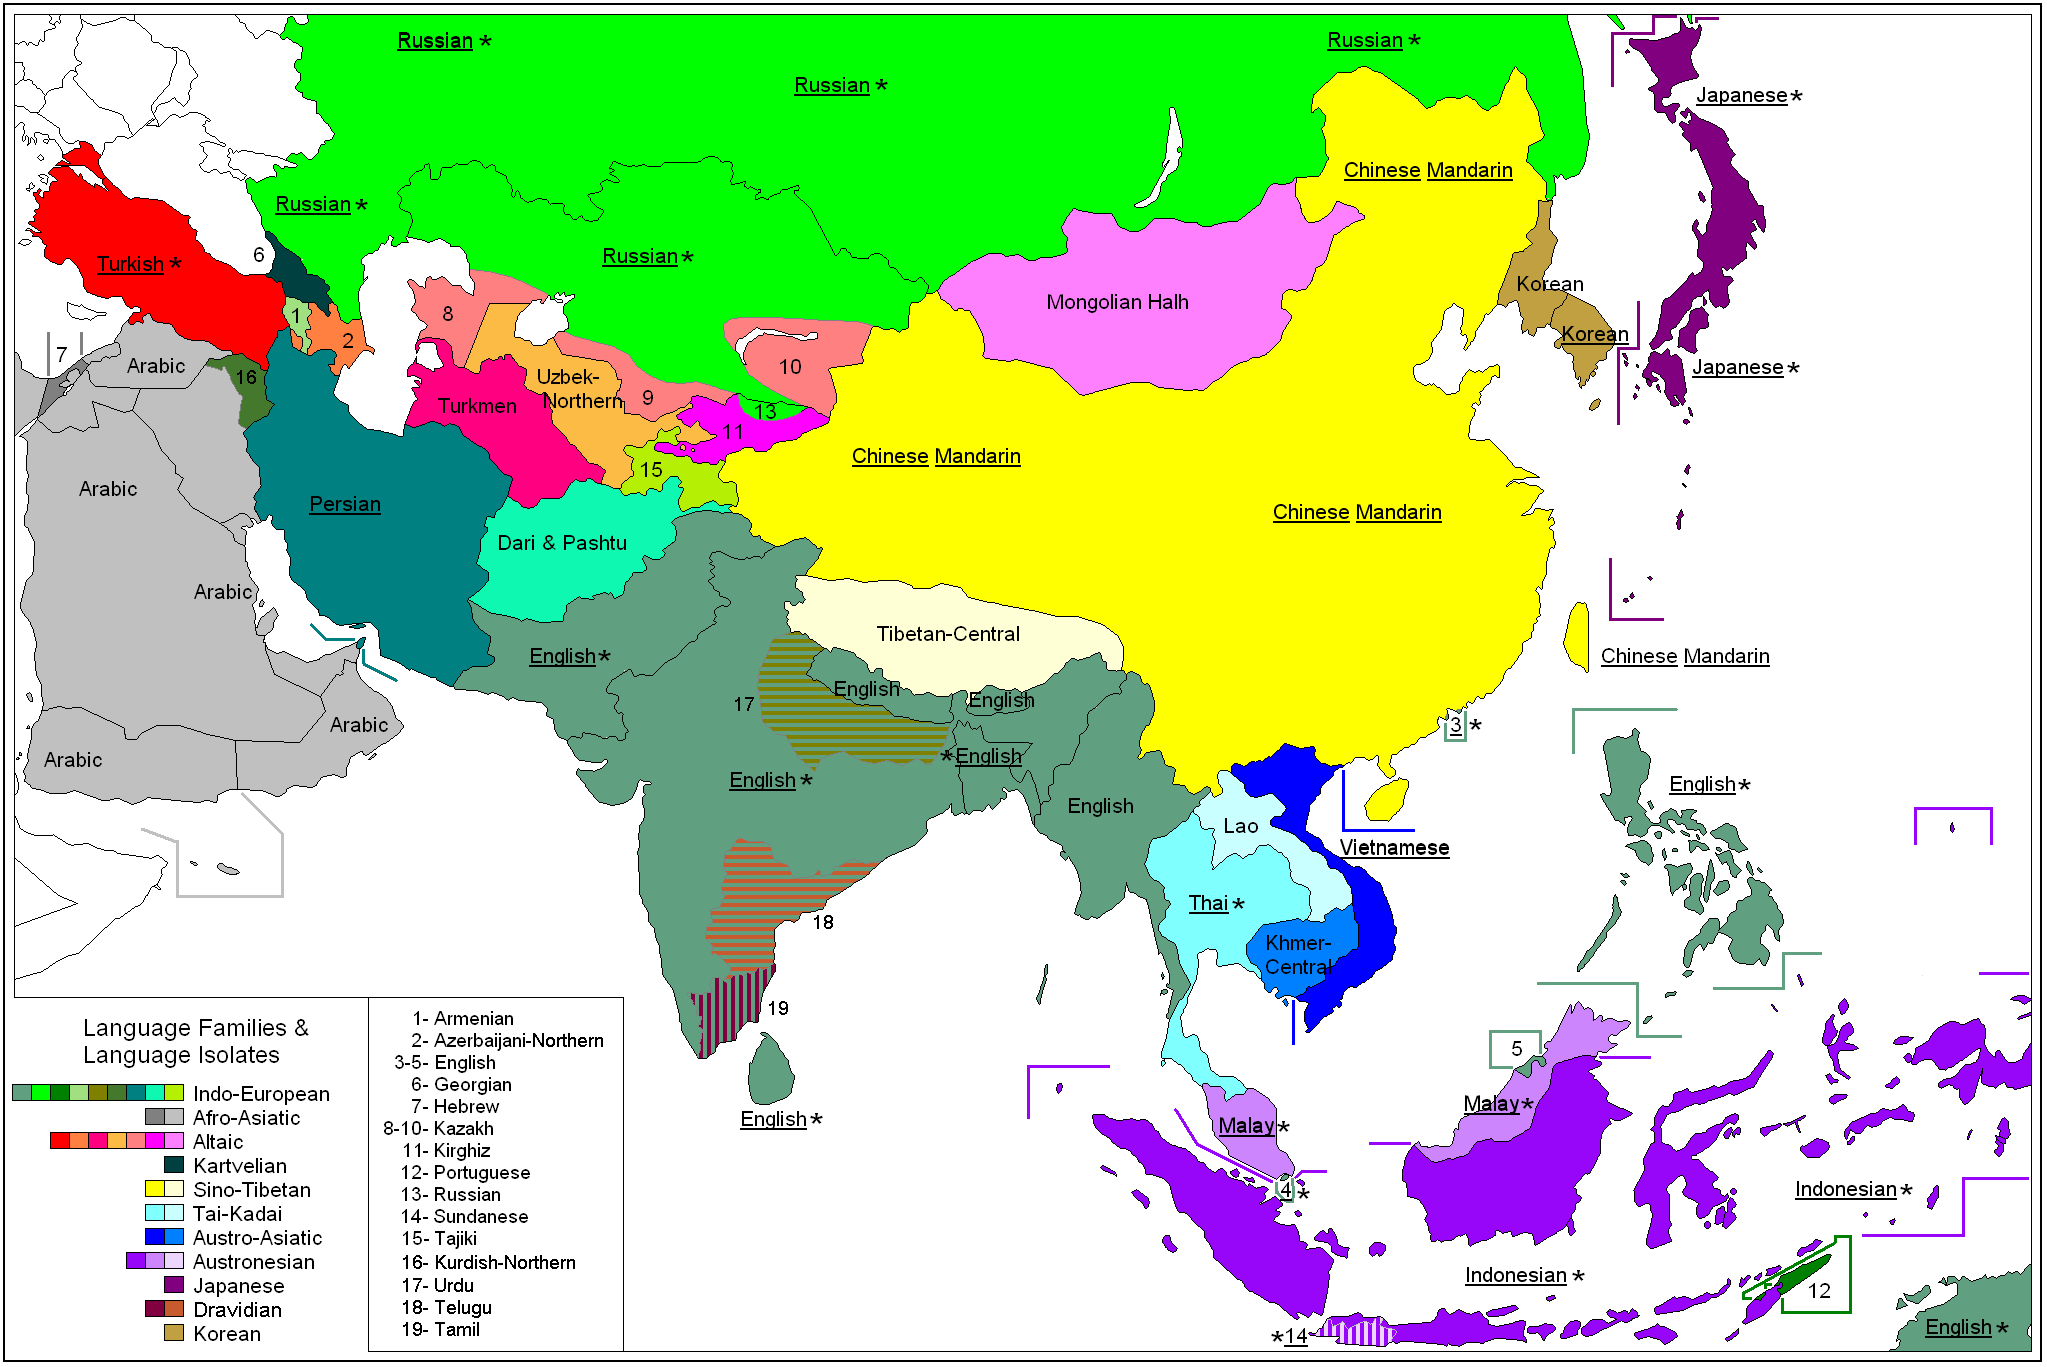 Russian *
Russian *
Russian *
Japanese *
Chinese Mandarin
Russian *
6
Turkish *
Russian *
Korean
Mongolian Halh
8
1
2
Korean
7
Arabic
10
Japanese *
16
Uzbek-
Northern
9
Turkmen
13
11
Chinese Mandarin
15
Arabic
Persian
Chinese Mandarin
Dari & Pashtu
Arabic
Tibetan-Central
English *
Chinese Mandarin
English
English
17
Arabic
3 *
Arabic
* English
English *
English *
English
Lao
Vietnamese
Thai *
18
Khmer-
Central
19
5
Malay *
English *
Malay *
4 *
Indonesian *
Indonesian *
12
English *
*14
Language Families &
Language Isolates
Indo-European
Afro-Asiatic
Altaic
Kartvelian
Sino-Tibetan
Tai-Kadai
Austro-Asiatic
Austronesian
Japanese
Dravidian
Korean
1- Armenian
2- Azerbaijani-Northern
3-5- English
6- Georgian
7- Hebrew
8-10- Kazakh
11- Kirghiz
12- Portuguese
13- Russian
14- Sundanese
15- Tajiki
16- Kurdish-Northern
17- Urdu
18- Telugu
19- Tamil